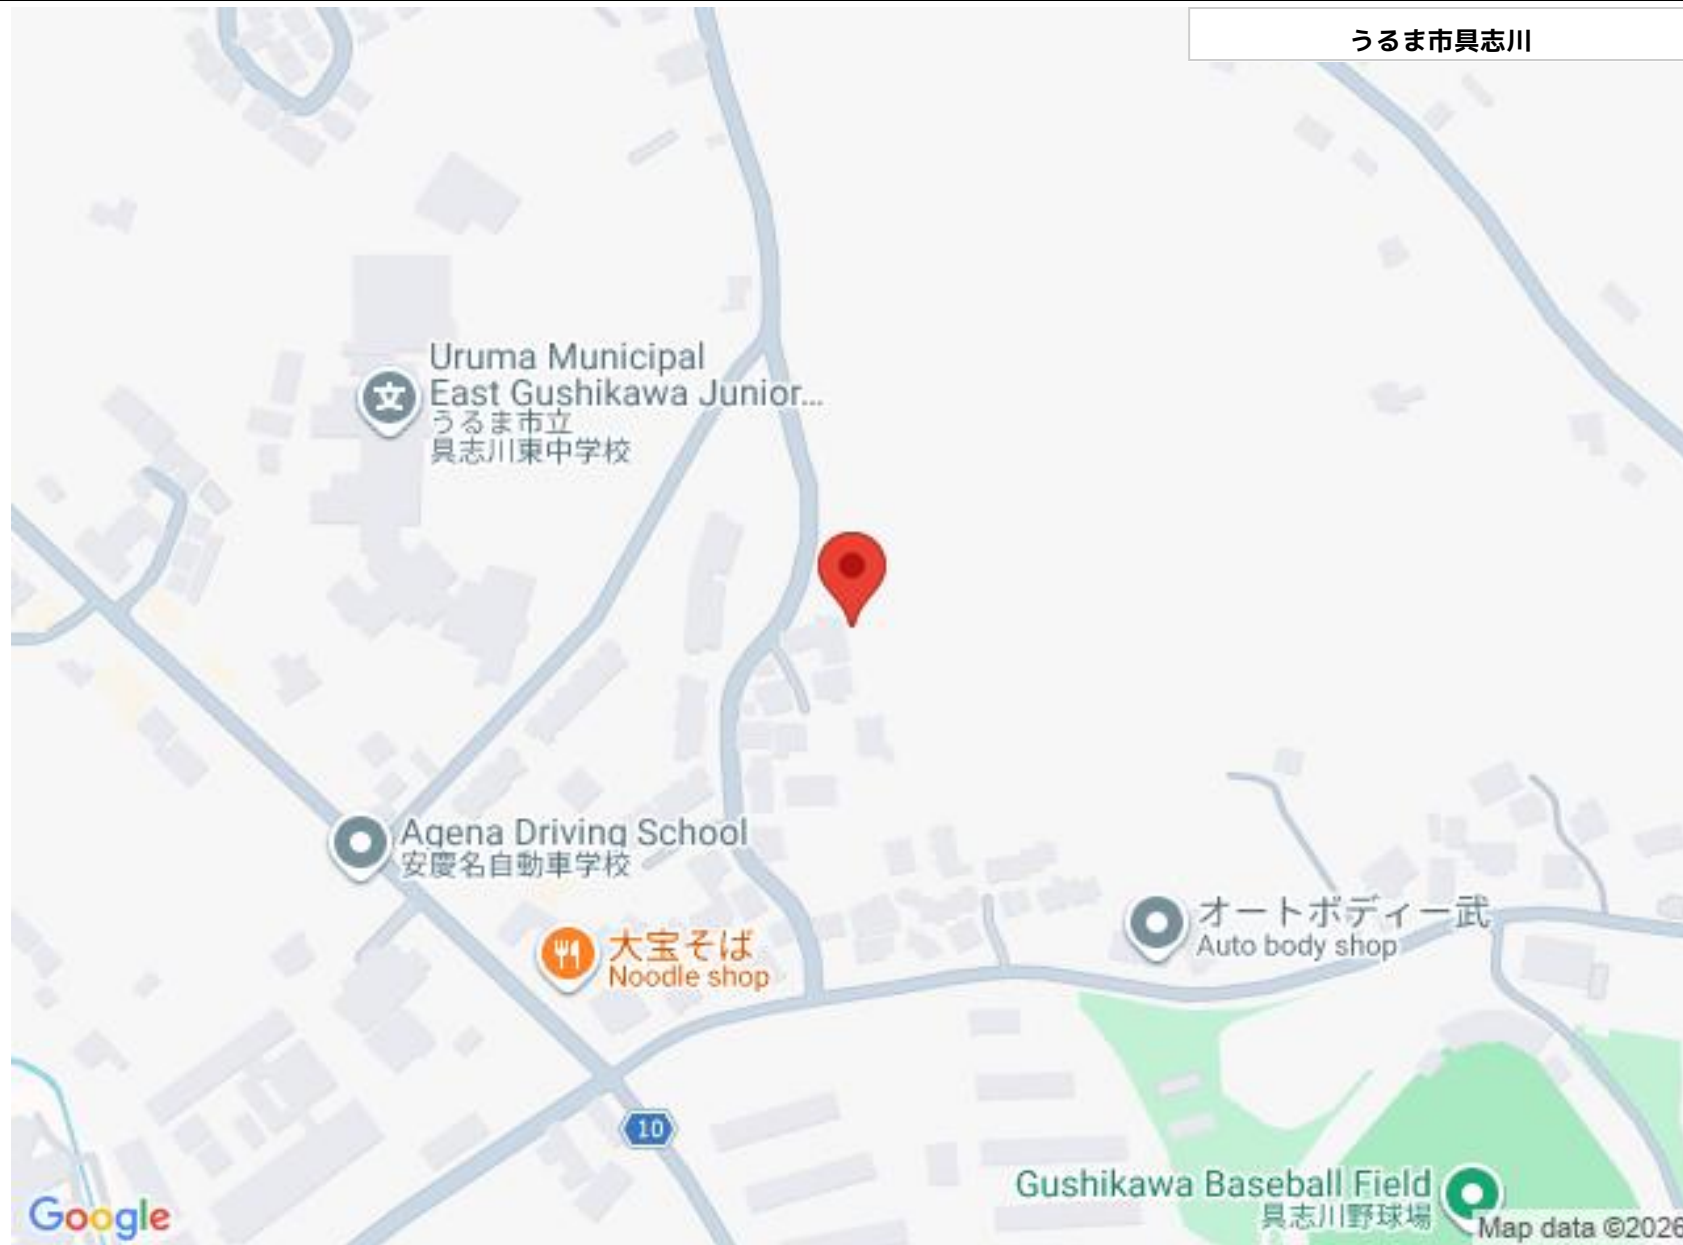 うるま市具志川
Uruma Municipal
East Gushikawa Junior...
うるま市立
具志川東中学校
文
Agena Driving School
安慶名自動車学校
大宝そば
Noodle shop
オートボディー武
Auto body shop
10
Gushikawa Baseball Field
具志川野球場
Google
Map data ©2026